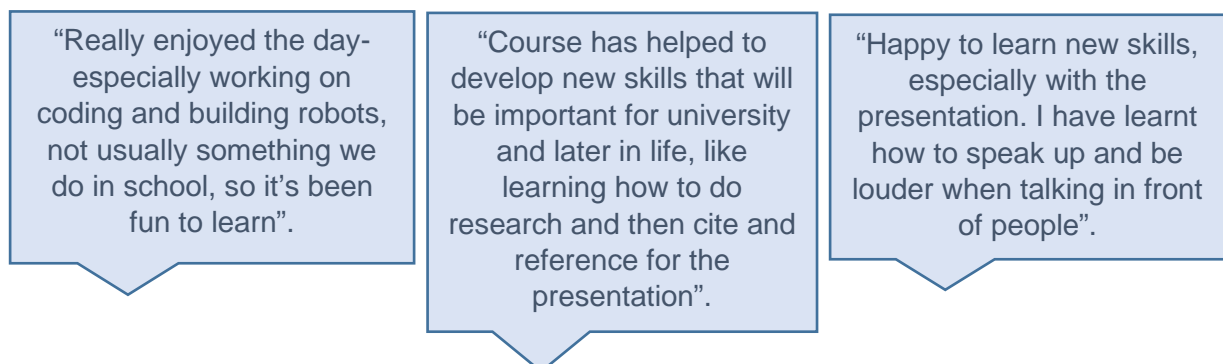 “Really enjoyed the day-
especially working on
coding and building robots,
not usually something we
do in school, so it’s been
fun to learn”.
“Course has helped to
develop new skills that will
be important for university
and later in life, like
learning how to do
research and then cite and
reference for the
presentation”.
“Happy to learn new skills,
especially with the
presentation. I have learnt
how to speak up and be
louder when talking in front
of people”.